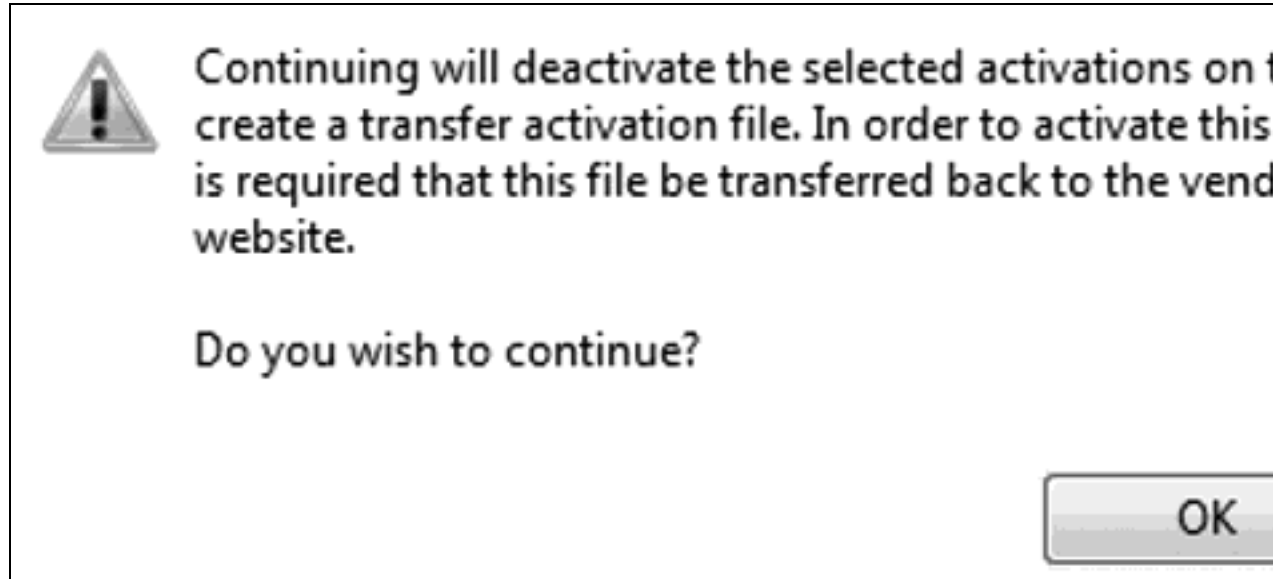 Continuing will deactivate the selected activations on
create a transfer activation file. In order to activate this
is required that this file be transferred back to the
website.
Do you wish to continue?
OK